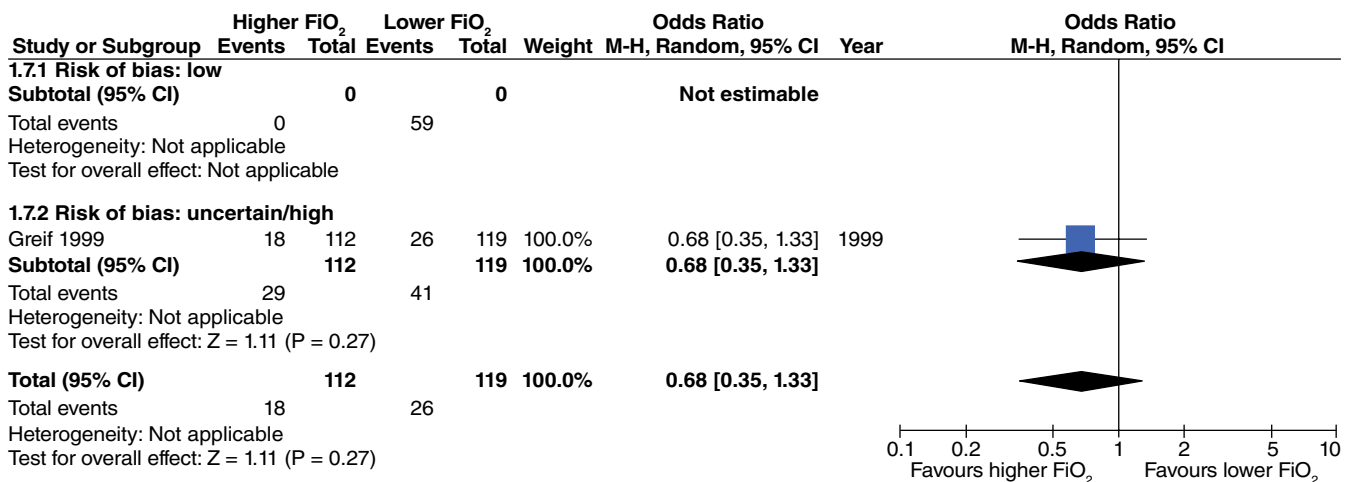 Higher FiO2 Lower FiO2 Odds Ratio Odds Ratio
Study or Subgroup Events Total Events Total Weight M-H, Random, 95% CI Year M-H, Random, 95% CI
1.7.1 Risk of bias: low
Subtotal (95% CI) 0 0 Not estimable
Total events 0 59
Heterogeneity: Not applicable
Test for overall effect: Not applicable
1.7.2 Risk of bias: uncertain/high
Greif 1999 18 112 26 119 100.0% 0.68 [0.35, 1.33] 1999
Subtotal (95% CI) 112 119 100.0% 0.68 [0.35, 1.33]
Total events 29 41
Heterogeneity: Not applicable
Test for overall effect: Z = 1.11 (P = 0.27)
Total (95% CI) 112 119 100.0% 0.68 [0.35, 1.33]
Total events 18 26
Heterogeneity: Not applicable
Test for overall effect: Z = 1.11 (P = 0.27)
0.1 0.2 0.5 1 2 5 10
Favours higher FiO2 Favours lower FiO2